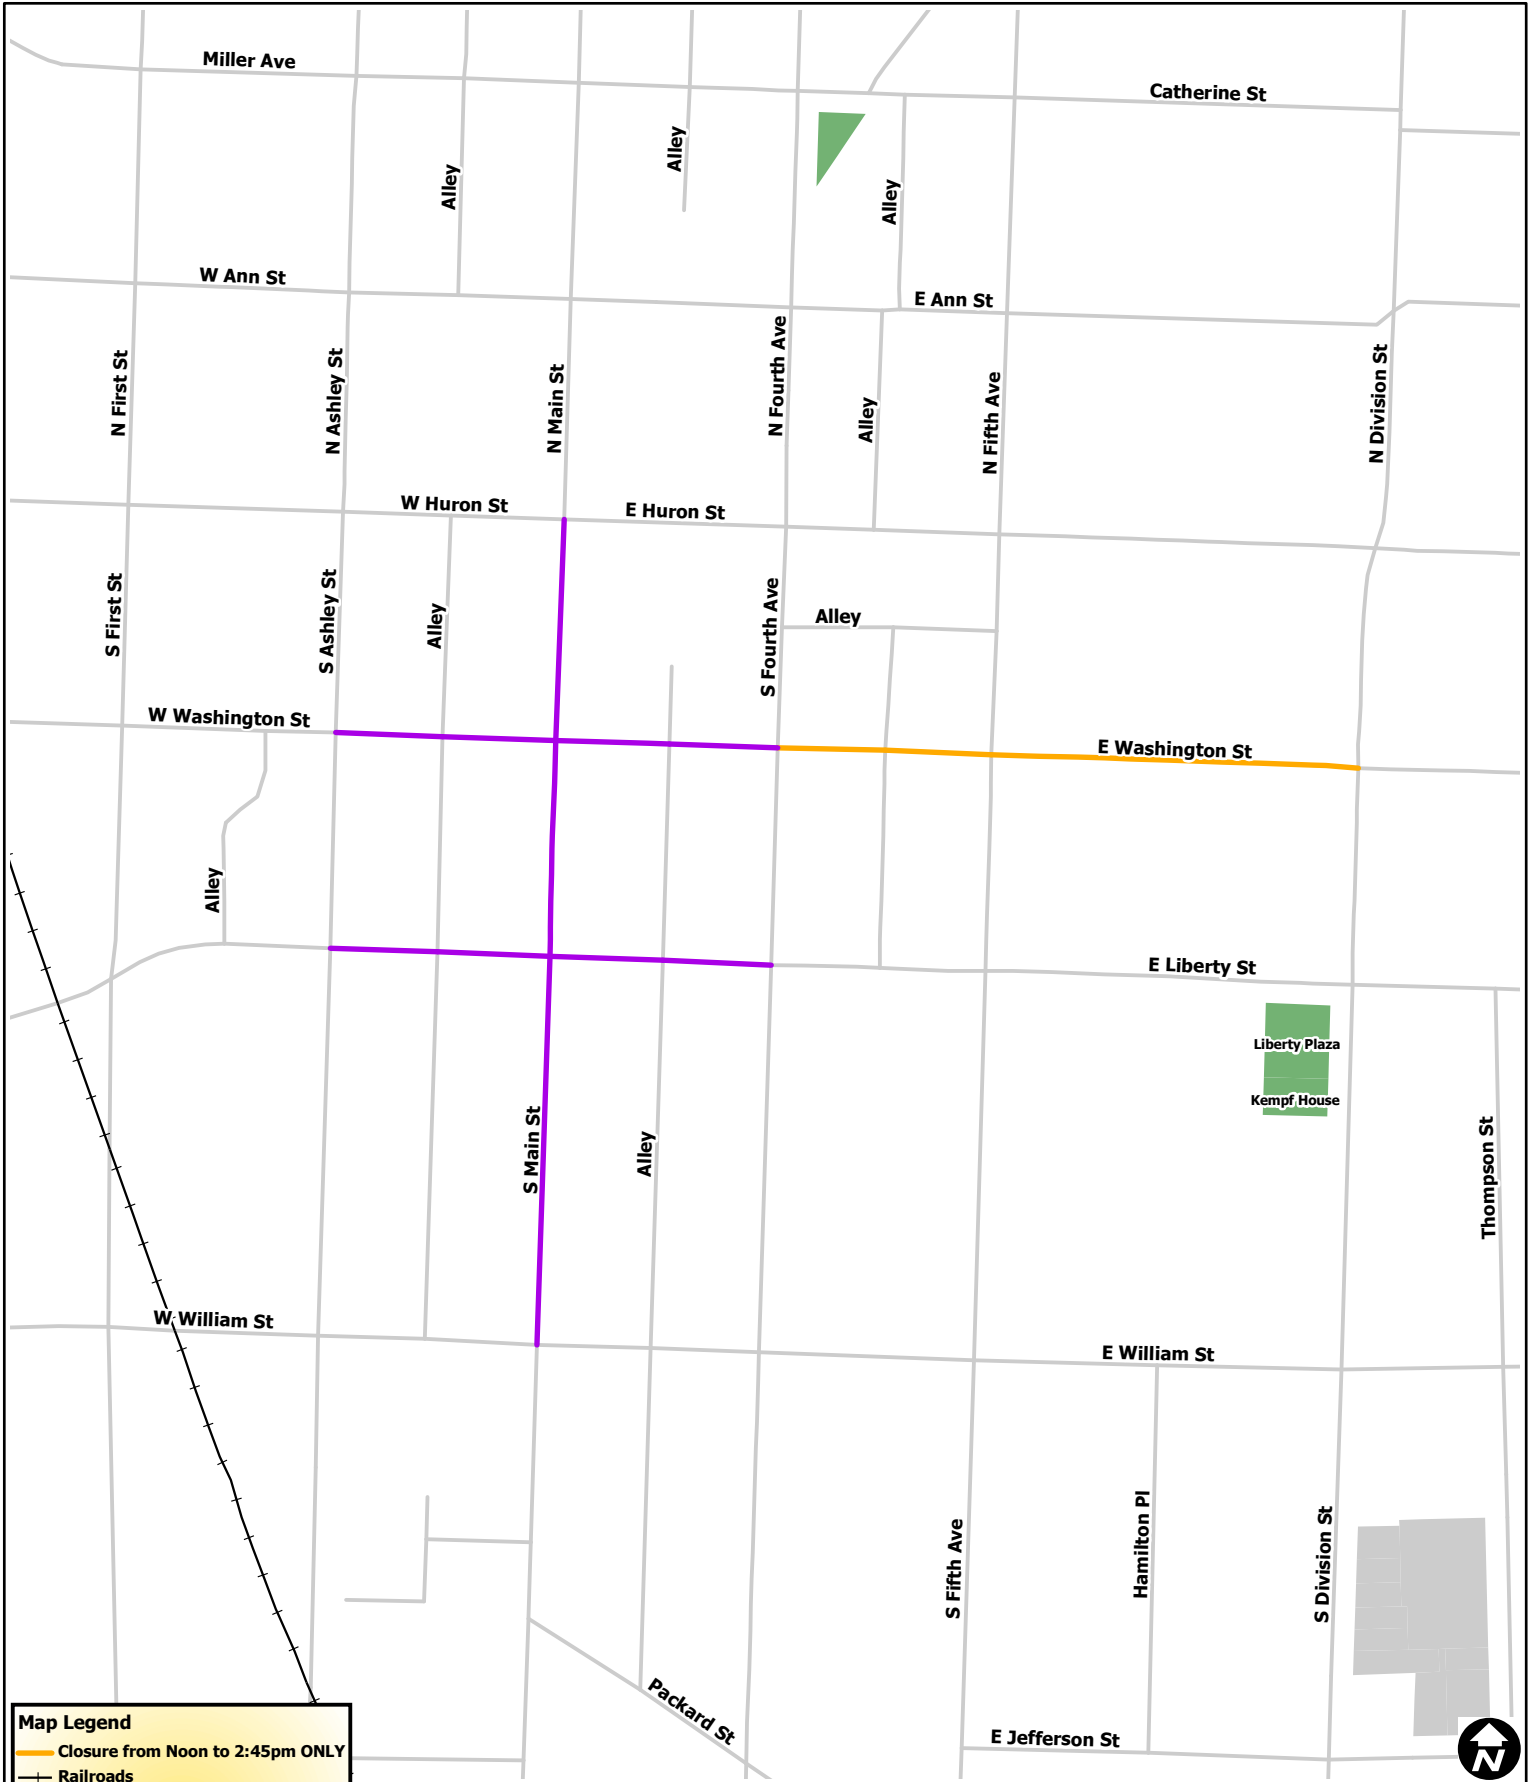 Miller Ave
Catherine St
Alley
Alley
Alley
W Ann St
E Ann St
N First St
N Ashley St
N Main St
N Fourth Ave
Alley
N Fifth Ave
N Division St
W Huron St
E Huron St
S First St
S Ashley St
Alley
S Fourth Ave
Alley
W Washington St
E Washington St
Alley
E Liberty St
Liberty Plaza
Kempf House
S Main St
Alley
Thompson St
W William St
E William St
S Fifth Ave
Hamilton Pl
S Division St
Packard St
E Jefferson St
Map Legend
Closure from Noon to 2:45pm ONLY
Railroads
N